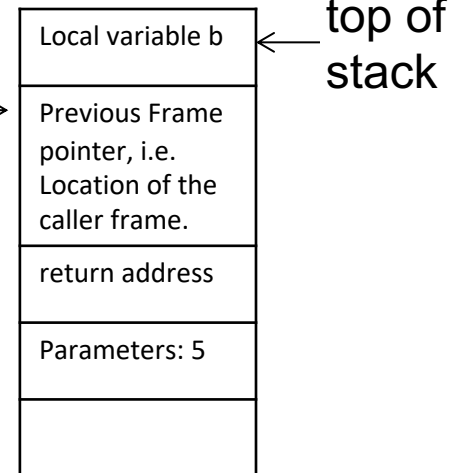 top of
stack
Local variable b
Previous Frame
pointer, i.e.
Location of the
caller frame.
return address
Parameters: 5